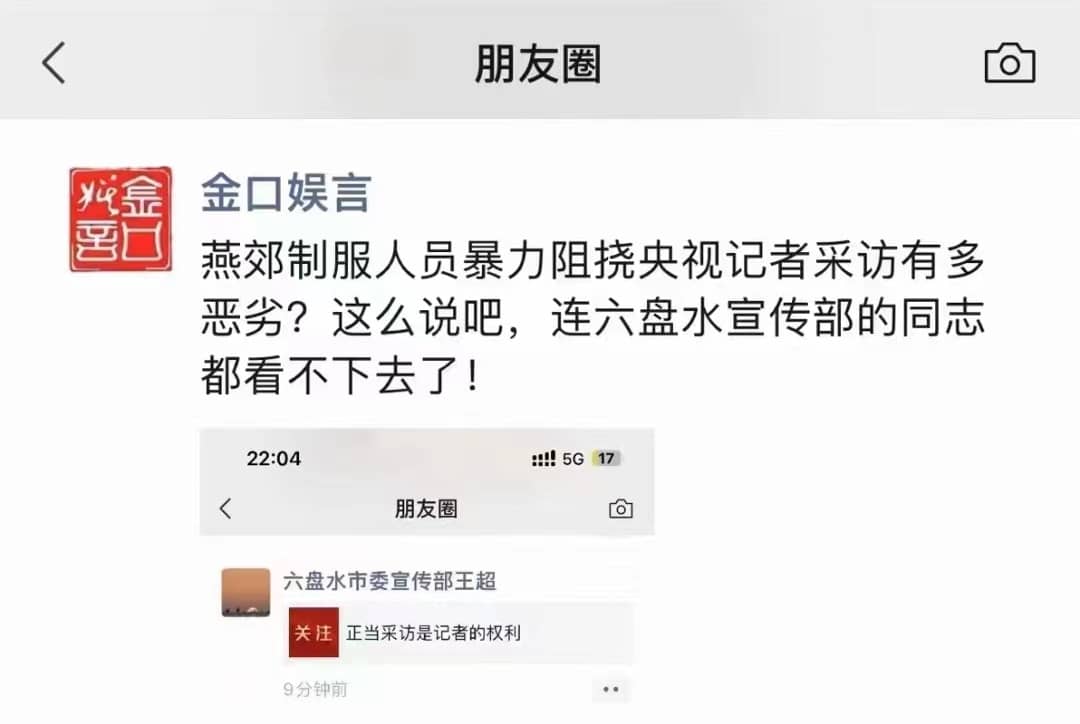 朋友圈
金口娱言
金口娱言
燕郊制服人员暴力阻挠央视记者采访有多
恶劣？这么说吧，连六盘水宣传部的同志
都看不下去了！
22:04 5G 17
朋友圈
六盘水市委宣传部王超
关注 正当采访是记者的权利
9分钟前